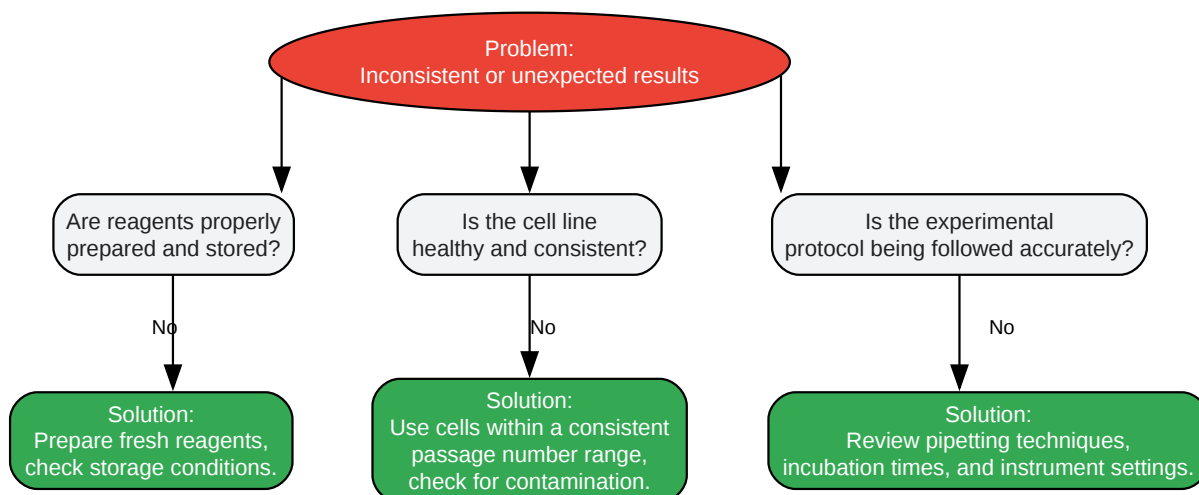 Problem:
Inconsistent or unexpected results
Are reagents properly
prepared and stored?
Is the cell line
healthy and consistent?
Is the experimental
protocol being followed accurately?
No
No
No
Solution:
Prepare fresh reagents,
check storage conditions.
Solution:
Use cells within a consistent
passage number range,
check for contamination.
Solution:
Review pipetting techniques,
incubation times, and instrument settings.